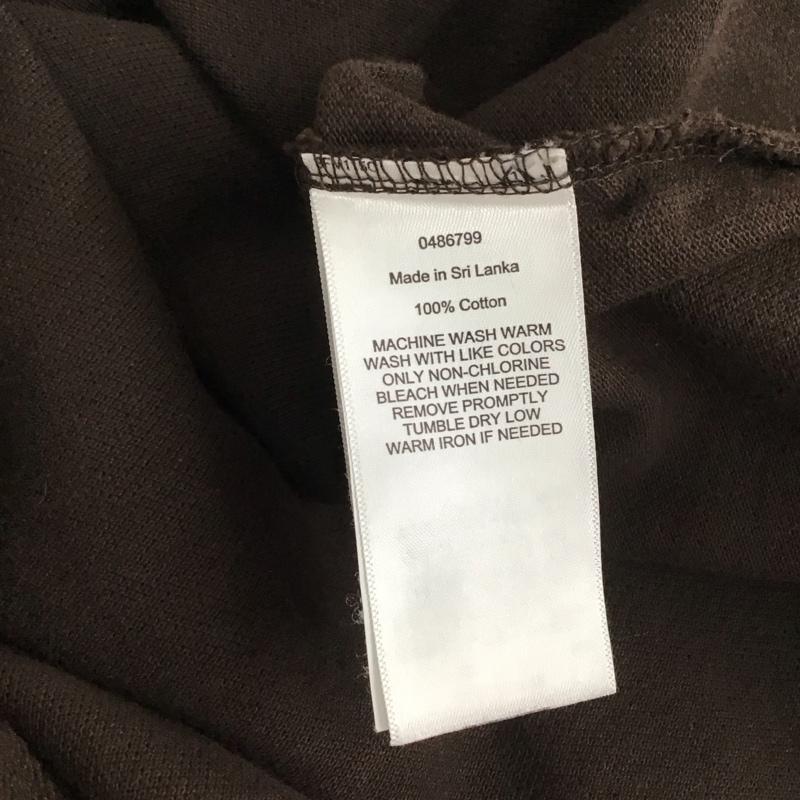 0486799
Made in Sri Lanka
100% Cotton
MACHINE WASH WARM
WASH WITH LIKE COLORS
ONLY NON-CHLORINE
BLEACH WHEN NEEDED
REMOVE PROMPTLY
TUMBLE DRY LOW
WARM IRON IF NEEDED